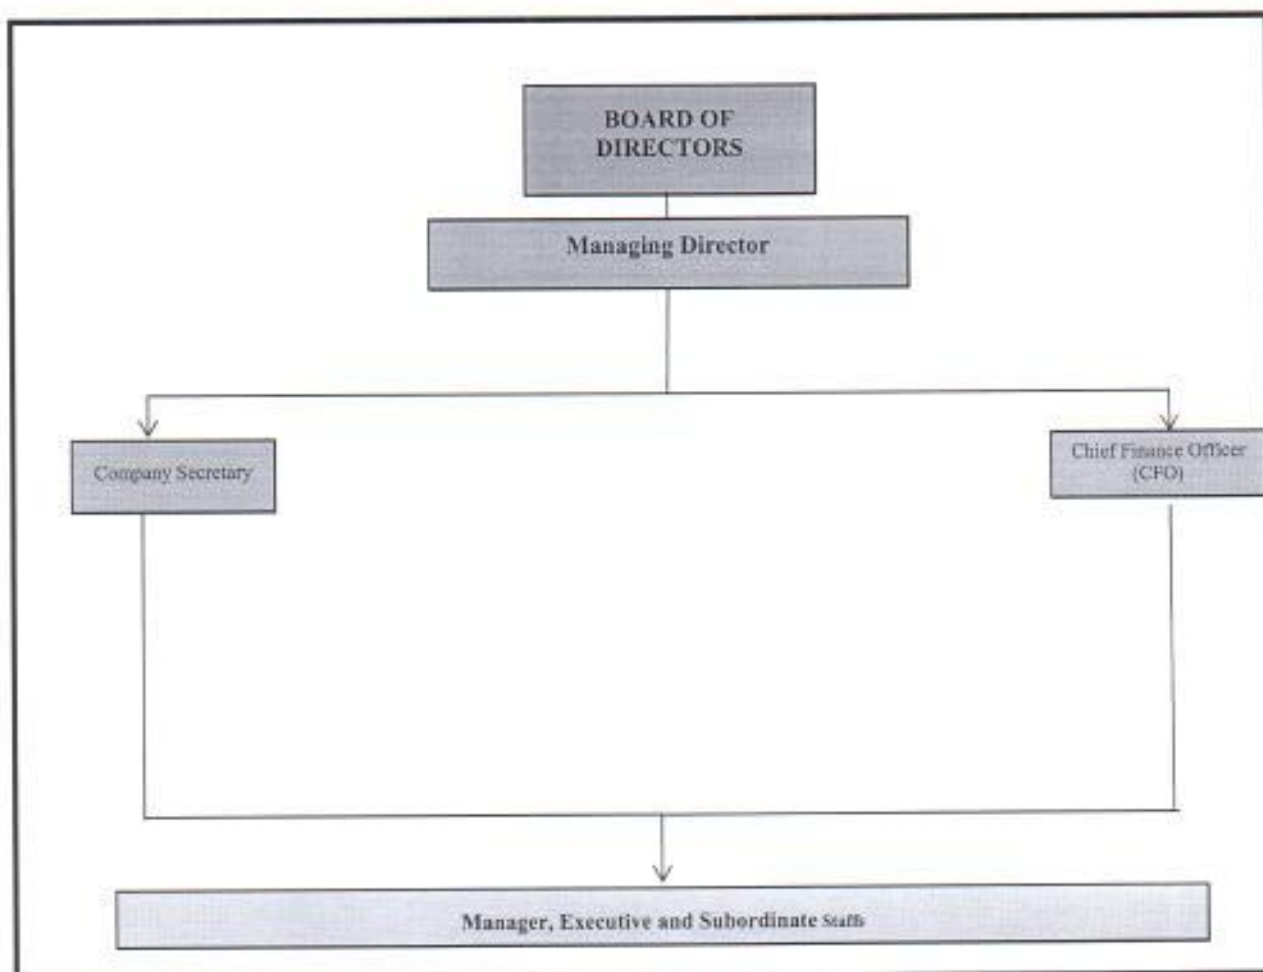 BOARD OF
DIRECTORS
Managing Director
Company Secretary
Chief Finance Officer
(CFO)
Manager, Executive and Subordinate Staffs